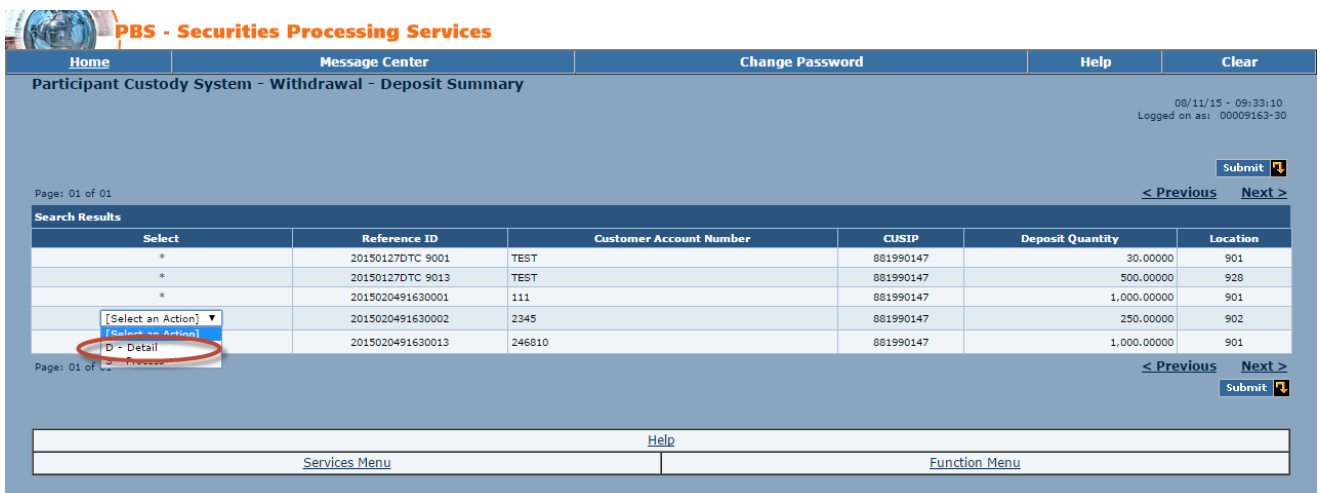 PBS - Securities Processing Services
Home Message Center Change Password Help Clear
Participant Custody System - Withdrawal - Deposit Summary
08/11/15 - 09:33:10
Logged on as: 00009163-30
Submit
Page: 01 of 01 < Previous Next >
Search Results
Select Reference ID Customer Account Number CUSIP Deposit Quantity Location
* 20150127DTC 9001 TEST 881990147 30.00000 901
* 20150127DTC 9013 TEST 881990147 500.00000 928
* 2015020491630001 111 881990147 1,000.00000 901
[Select an Action] 2015020491630002 2345 881990147 250.00000 902
[Select an Action]
D - Detail 2015020491630013 246810 881990147 1,000.00000 901
- Process
Page: 01 of 01 < Previous Next >
Submit
Help
Services Menu Function Menu